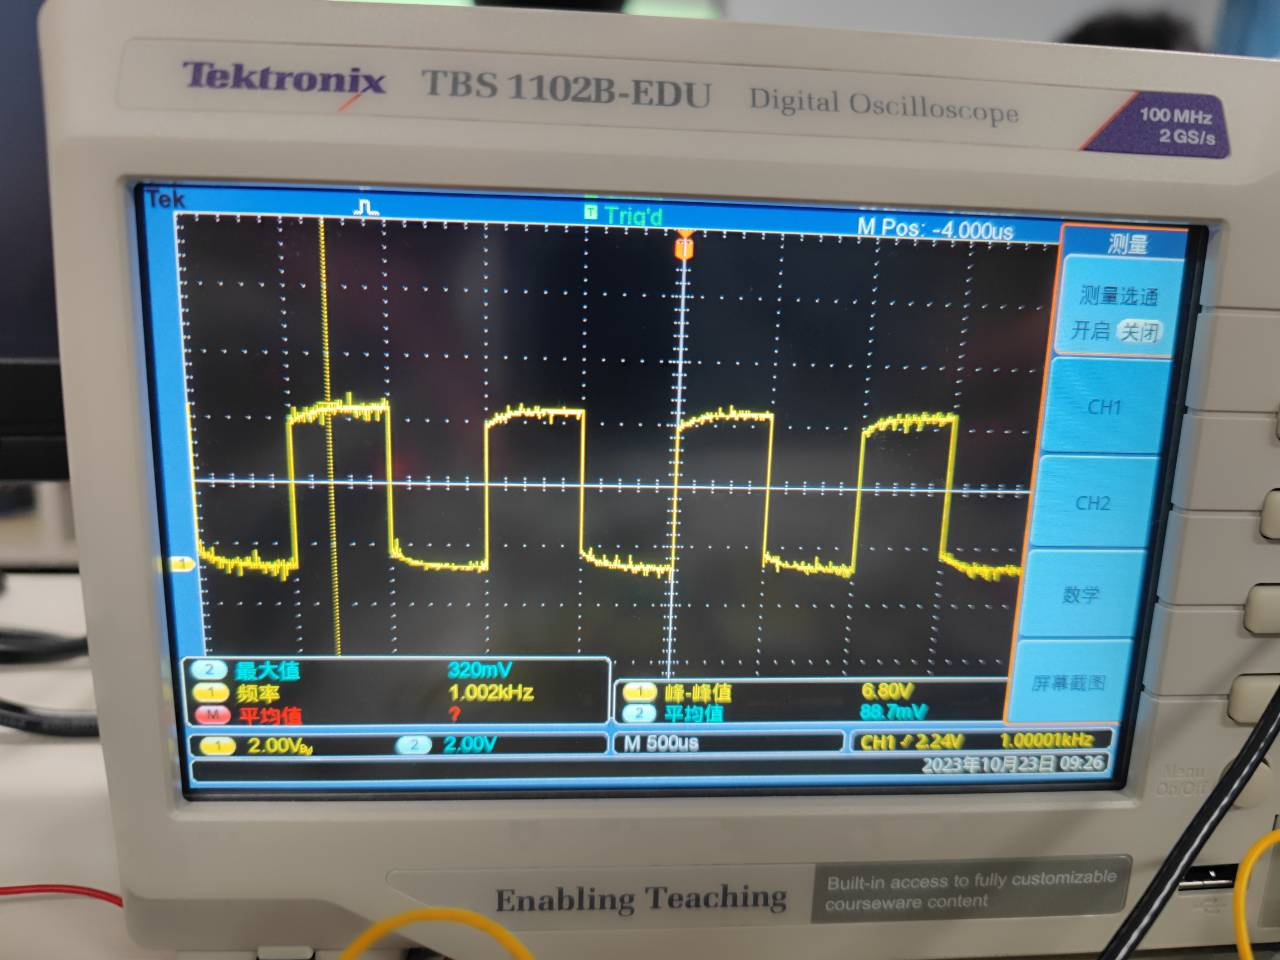 Tektronix TBS 1102B-EDU Digital Oscilloscope
100 MHz
2 GS/s
Tek
T Trig'd
M Pos: -4.000us
测量
测量选通
开启 关闭
CH1
CH2
数学
屏幕截图
1
2 最大值 320mV
1 频率 1.002kHz
M 平均值 ?
1 峰-峰值 6.80V
2 平均值 88.7mV
1 2.00V 2 2.00V M 500us CH1 2.24V 1.00001kHz
2023年10月23日 09:26
Menu
On/Off
Enabling Teaching
Built-in access to fully customizable
courseware content